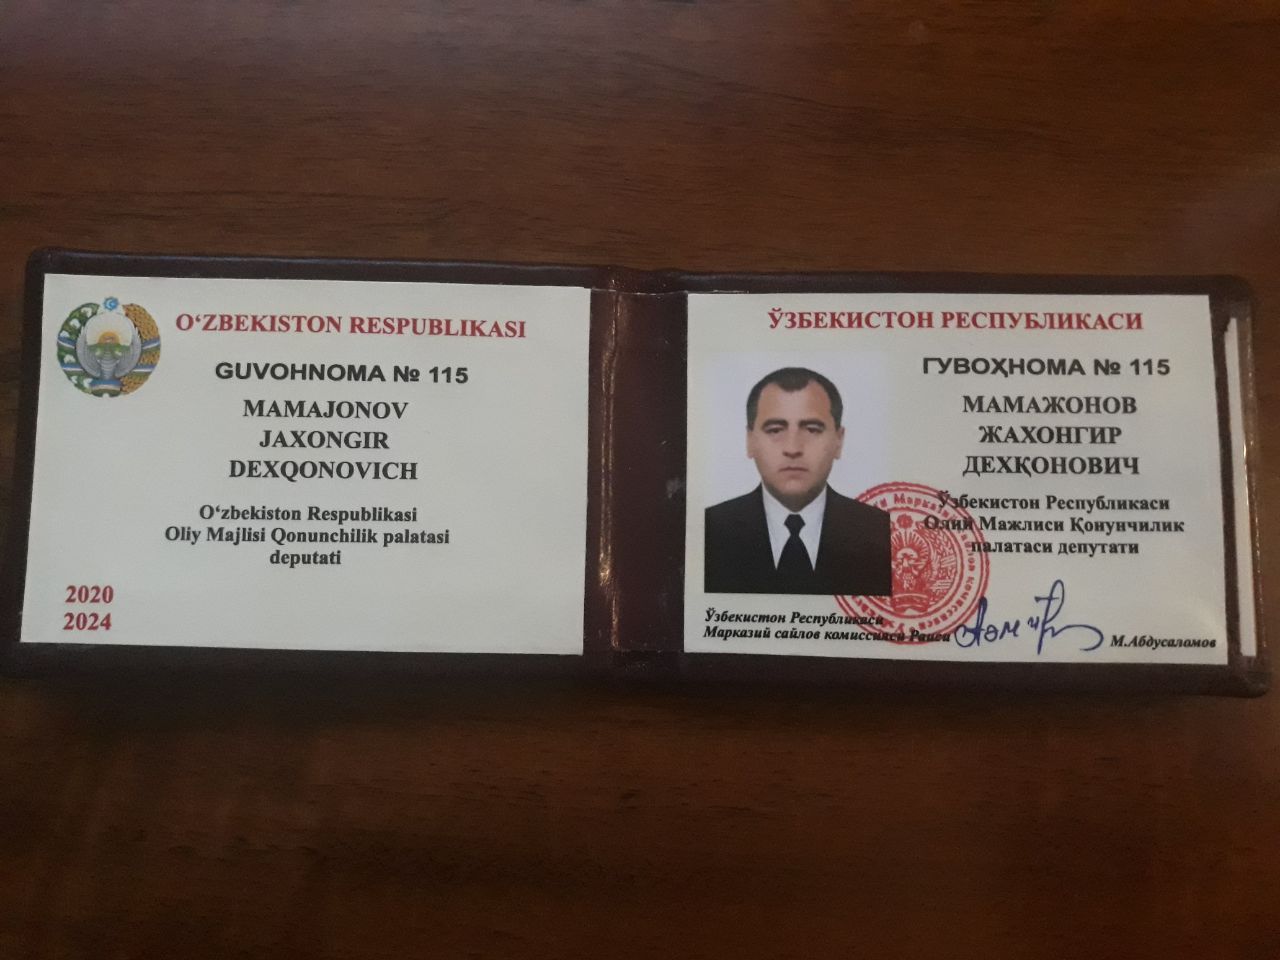 O‘ZBEKISTON RESPUBLIKASI
GUVOHNOMA № 115
MAMAJONOV
JAXONGIR
DEXQONOVICH
O‘zbekiston Respublikasi
Oliy Majlisi Qonunchilik palatasi
deputati
2020
2024
ЎЗБЕКИСТОН РЕСПУБЛИКАСИ
ГУВОҲНОМА № 115
МАМАЖОНОВ
ЖАХОНГИР
ДЕХҚОНОВИЧ
Ўзбекистон Республикаси
Олий Мажлиси Қонунчилик
палатаси депутати
Ўзбекистон Республикаси
Марказий сайлов комиссияси Раиси
М.Абдусаломов